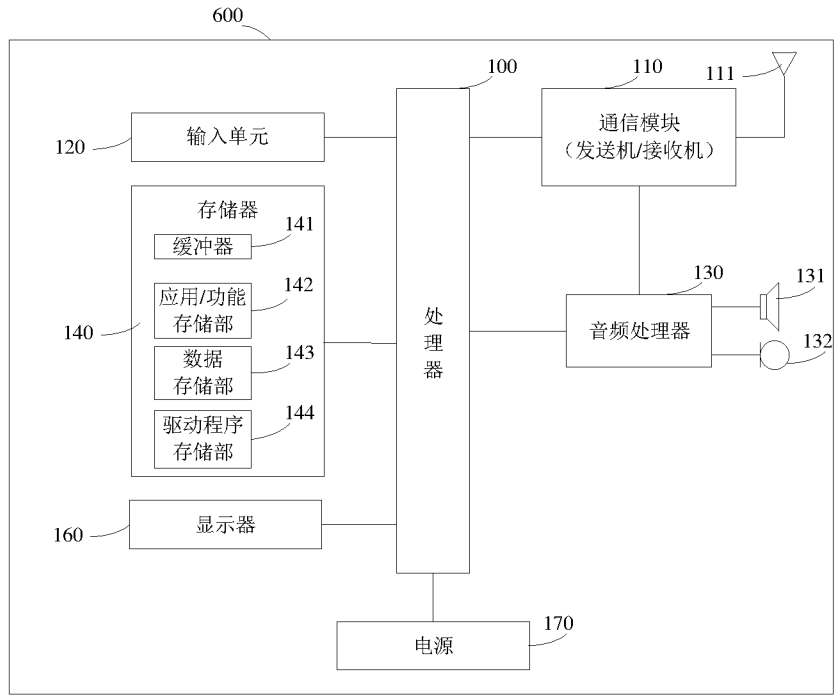 600
100
110
111
120
输入单元
通信模块
(发送机/接收机)
存储器
缓冲器
141
应用/功能
存储部
142
140
数据
存储部
143
驱动程序
存储部
144
处
理
器
130
音频处理器
131
132
160
显示器
电源
170